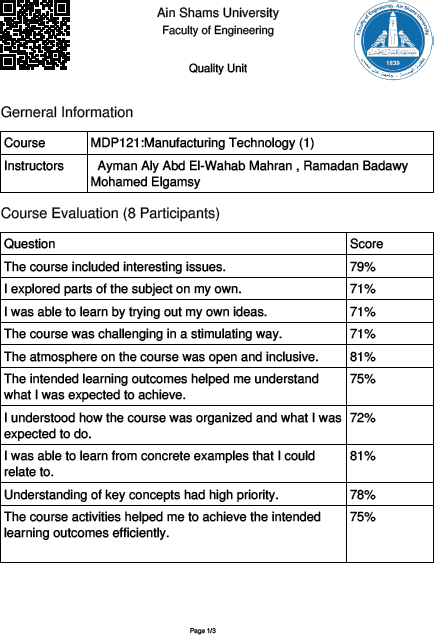 Ain Shams University
Faculty of Engineering
Quality Unit
Faculty of Engineering - Ain Shams University
1839
Gerneral Information
Course MDP121:Manufacturing Technology (1)
Instructors Ayman Aly Abd El-Wahab Mahran , Ramadan Badawy
Mohamed Elgamsy
Course Evaluation (8 Participants)
Question Score
The course included interesting issues. 79%
I explored parts of the subject on my own. 71%
I was able to learn by trying out my own ideas. 71%
The course was challenging in a stimulating way. 71%
The atmosphere on the course was open and inclusive. 81%
The intended learning outcomes helped me understand 75%
what I was expected to achieve.
I understood how the course was organized and what I was 72%
expected to do.
I was able to learn from concrete examples that I could 81%
relate to.
Understanding of key concepts had high priority. 78%
The course activities helped me to achieve the intended 75%
learning outcomes efficiently.
Page 1/3